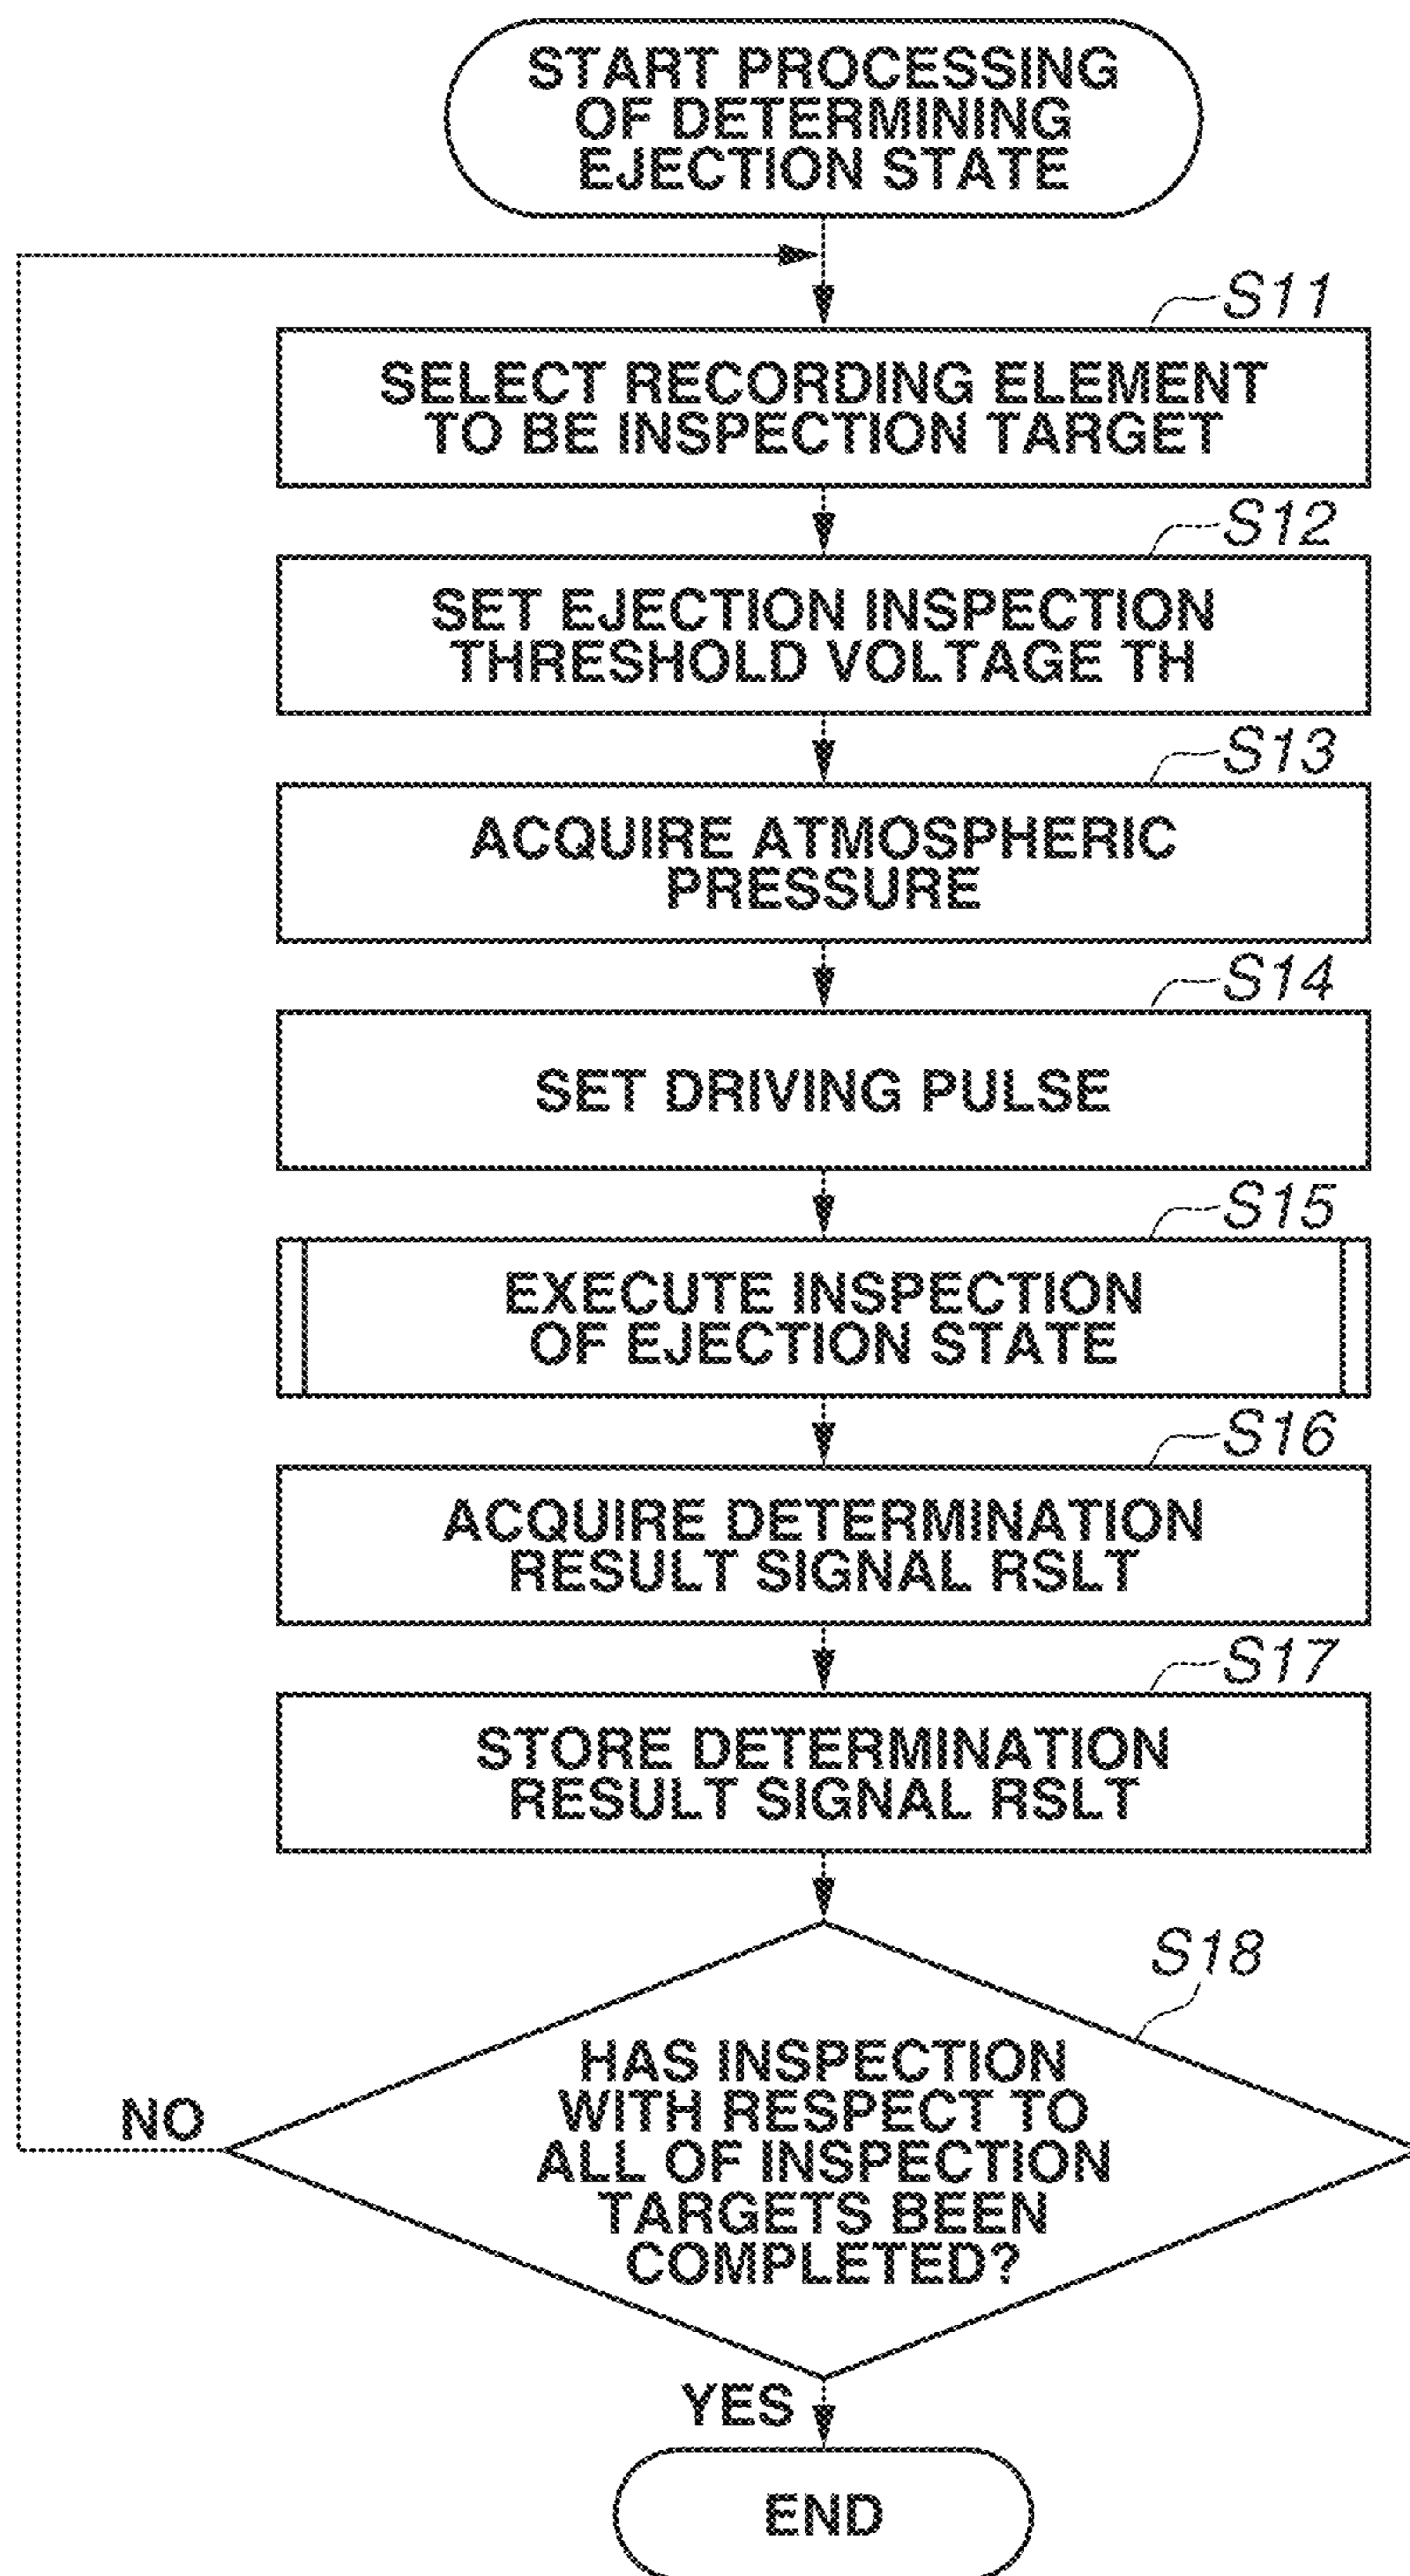 START PROCESSING
OF DETERMINING
EJECTION STATE
S11
SELECT RECORDING ELEMENT
TO BE INSPECTION TARGET
S12
SET EJECTION INSPECTION
THRESHOLD VOLTAGE TH
S13
ACQUIRE ATMOSPHERIC
PRESSURE
S14
SET DRIVING PULSE
S15
EXECUTE INSPECTION
OF EJECTION STATE
S16
ACQUIRE DETERMINATION
RESULT SIGNAL RSLT
S17
STORE DETERMINATION
RESULT SIGNAL RSLT
S18
HAS INSPECTION
WITH RESPECT TO
ALL OF INSPECTION
TARGETS BEEN
COMPLETED?
NO
YES
END